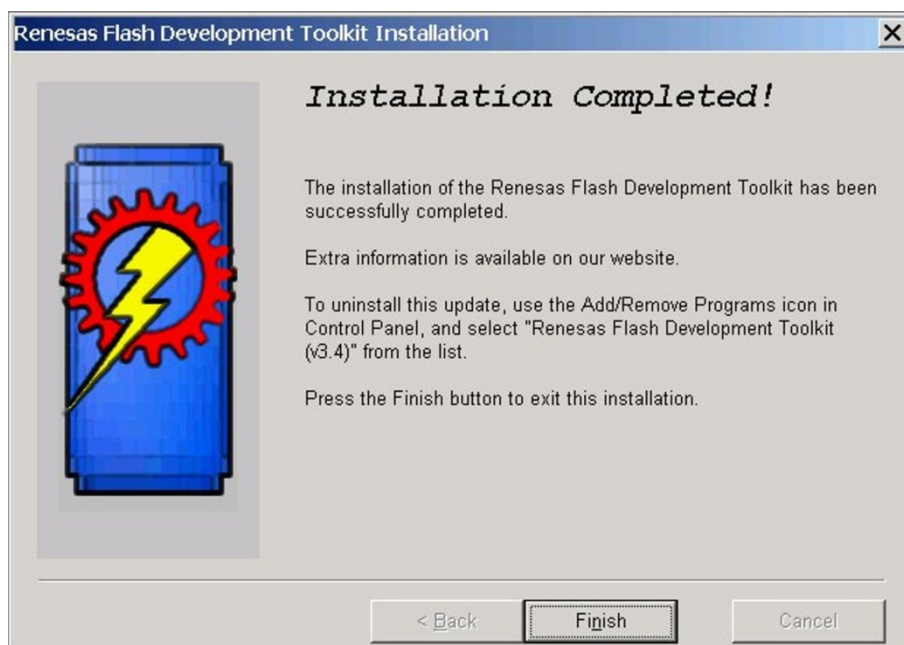 Renesas Flash Development Toolkit Installation
Installation Completed!
The installation of the Renesas Flash Development Toolkit has been
successfully completed.
Extra information is available on our website.
To uninstall this update, use the Add/Remove Programs icon in
Control Panel, and select "Renesas Flash Development Toolkit
(v3.4)" from the list.
Press the Finish button to exit this installation.
< Back
Finish
Cancel